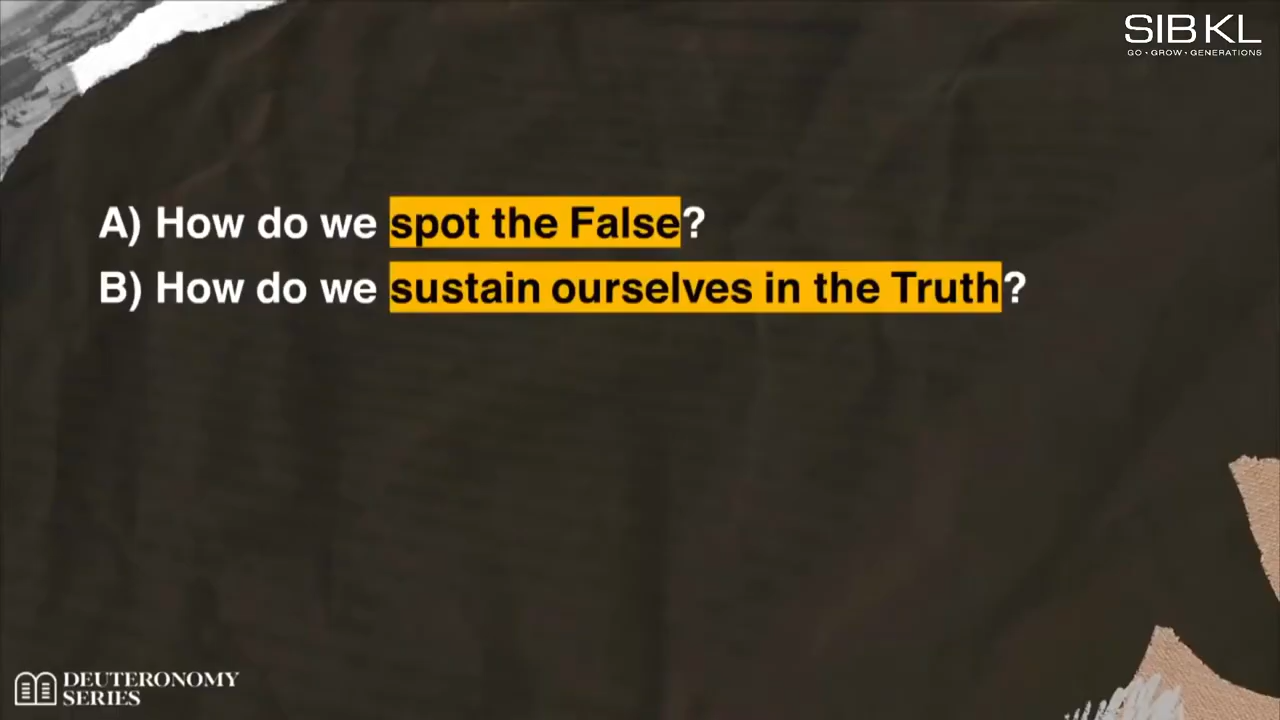 SIBKL
GO • GROW • GENERATIONS
A) How do we spot the False?
B) How do we sustain ourselves in the Truth?
DEUTERONOMY
SERIES